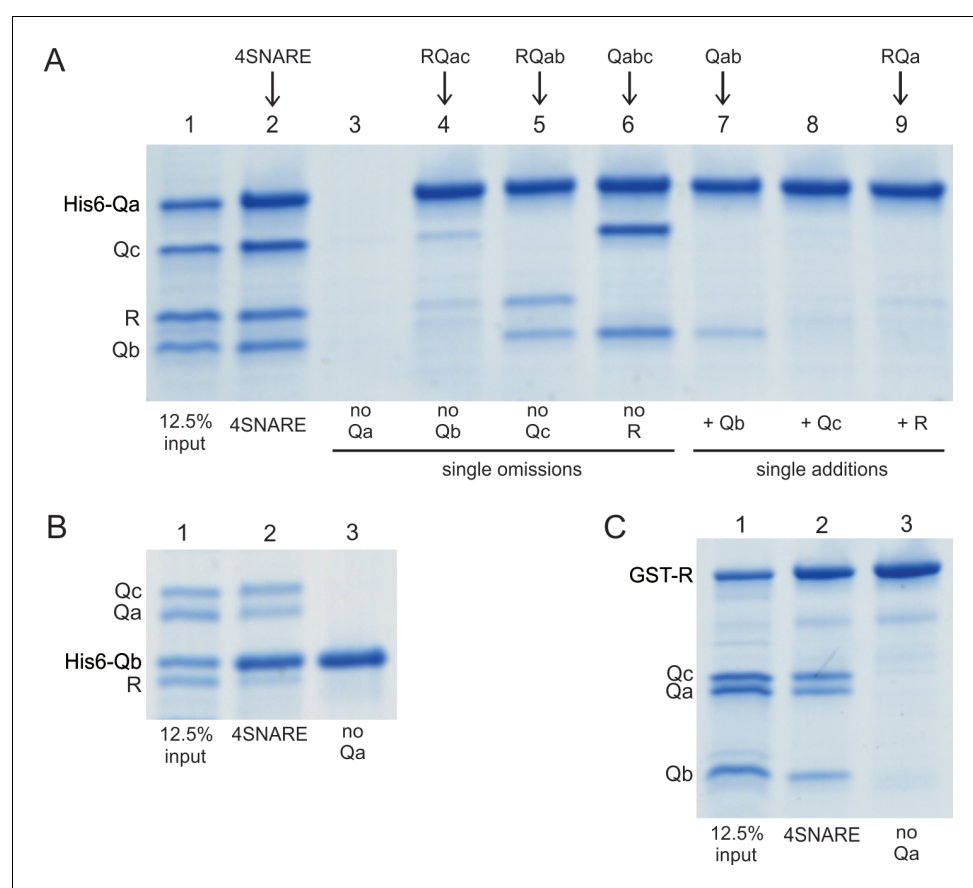 A
4SNARE RQac RQab Qabc Qab RQa
1 2 3 4 5 6 7 8 9
His6-Qa
Qc
R
Qb
12.5% input 4SNARE no Qa no Qb no Qc no R + Qb + Qc + R
single omissions single additions
B
1 2 3
Qc
Qa
His6-Qb
R
12.5% input 4SNARE no Qa
C
1 2 3
GST-R
Qc
Qa
Qb
12.5% input 4SNARE no Qa